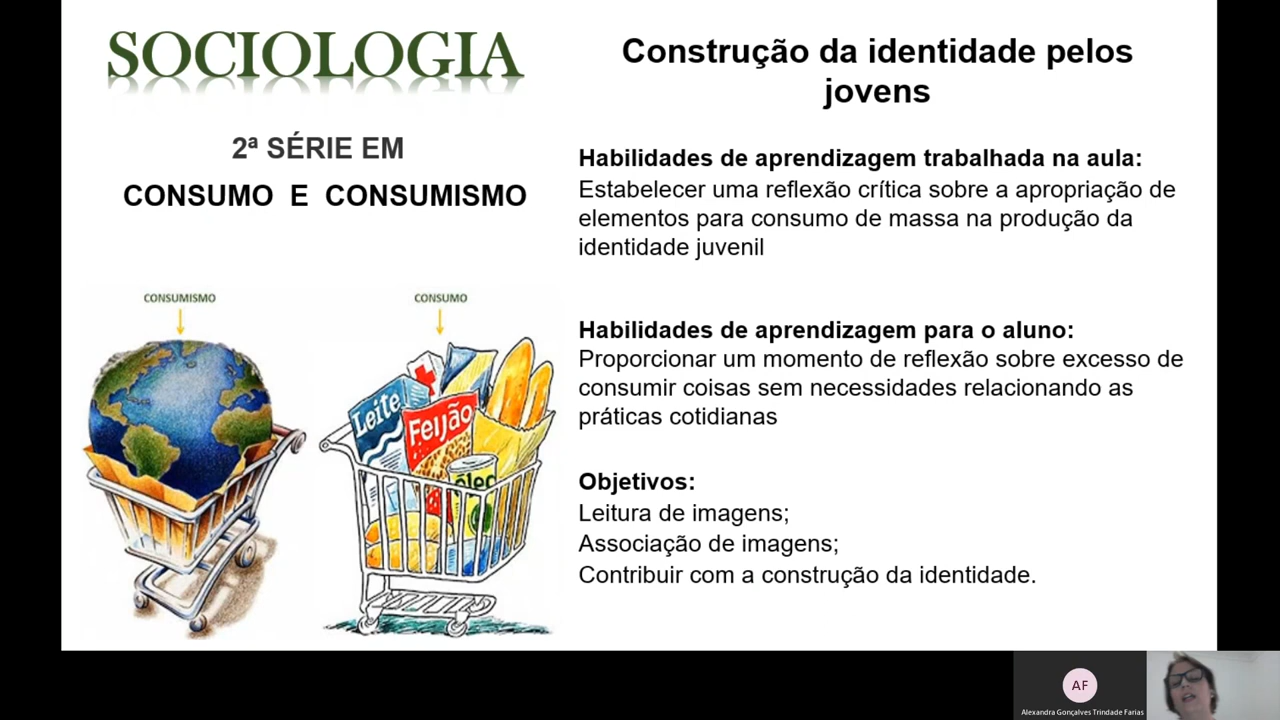 SOCIOLOGIA
2ª SÉRIE EM
CONSUMO E CONSUMISMO
CONSUMISMO
CONSUMO
Leite
Feijão
óleo
Construção da identidade pelos
jovens
Habilidades de aprendizagem trabalhada na aula:
Estabelecer uma reflexão crítica sobre a apropriação de
elementos para consumo de massa na produção da
identidade juvenil
Habilidades de aprendizagem para o aluno:
Proporcionar um momento de reflexão sobre excesso de
consumir coisas sem necessidades relacionando as
práticas cotidianas
Objetivos:
Leitura de imagens;
Associação de imagens;
Contribuir com a construção da identidade.
AF
Alexandra Gonçalves Trindade Farias